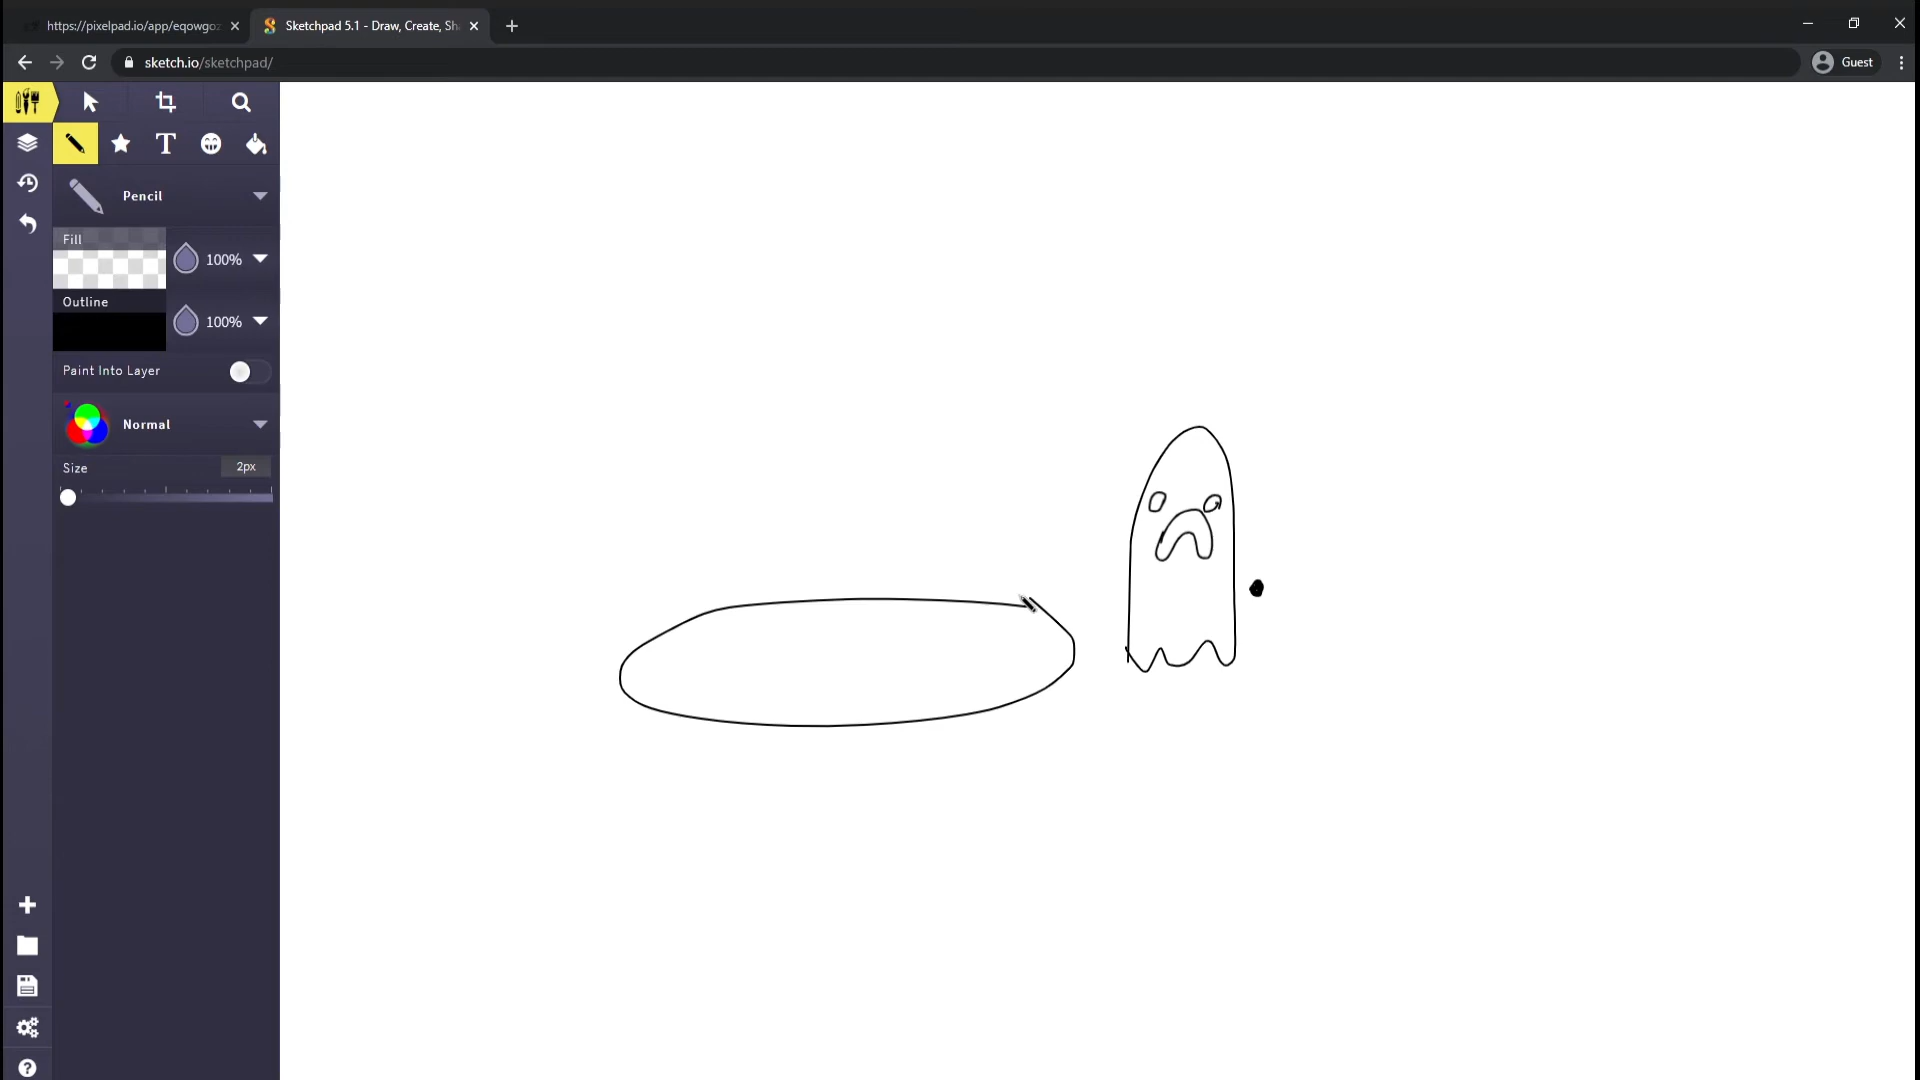 https://pixelpad.io/app/eqowgoz
Sketchpad 5.1 - Draw, Create, Sh
sketch.io/sketchpad/
Guest
T
Pencil
Fill
100%
Outline
100%
Paint Into Layer
Normal
Size
2px